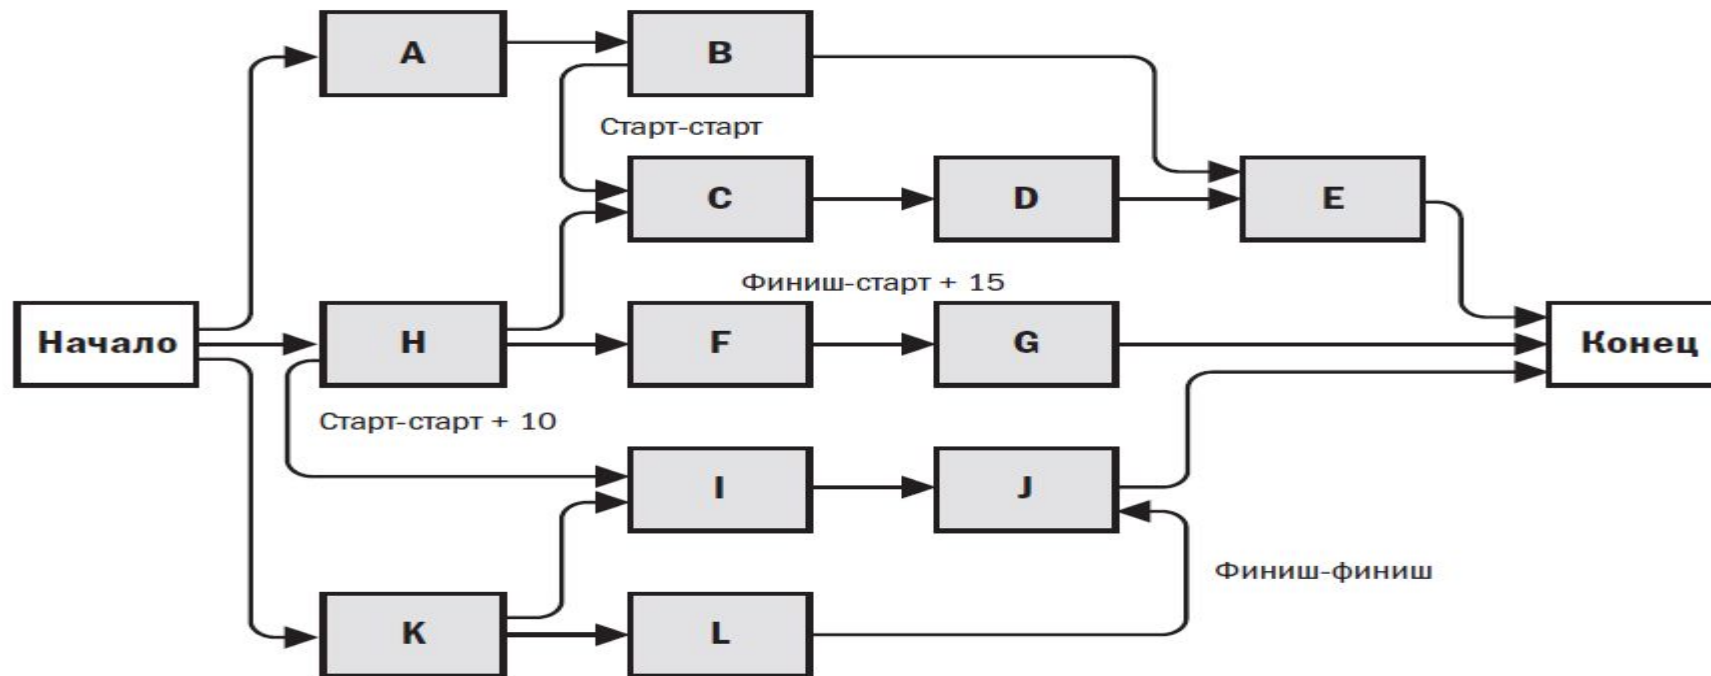 A
B
Старт-старт
C
D
E
Финиш-старт + 15
Начало
H
F
G
Конец
Старт-старт + 10
I
J
Финиш-финиш
K
L